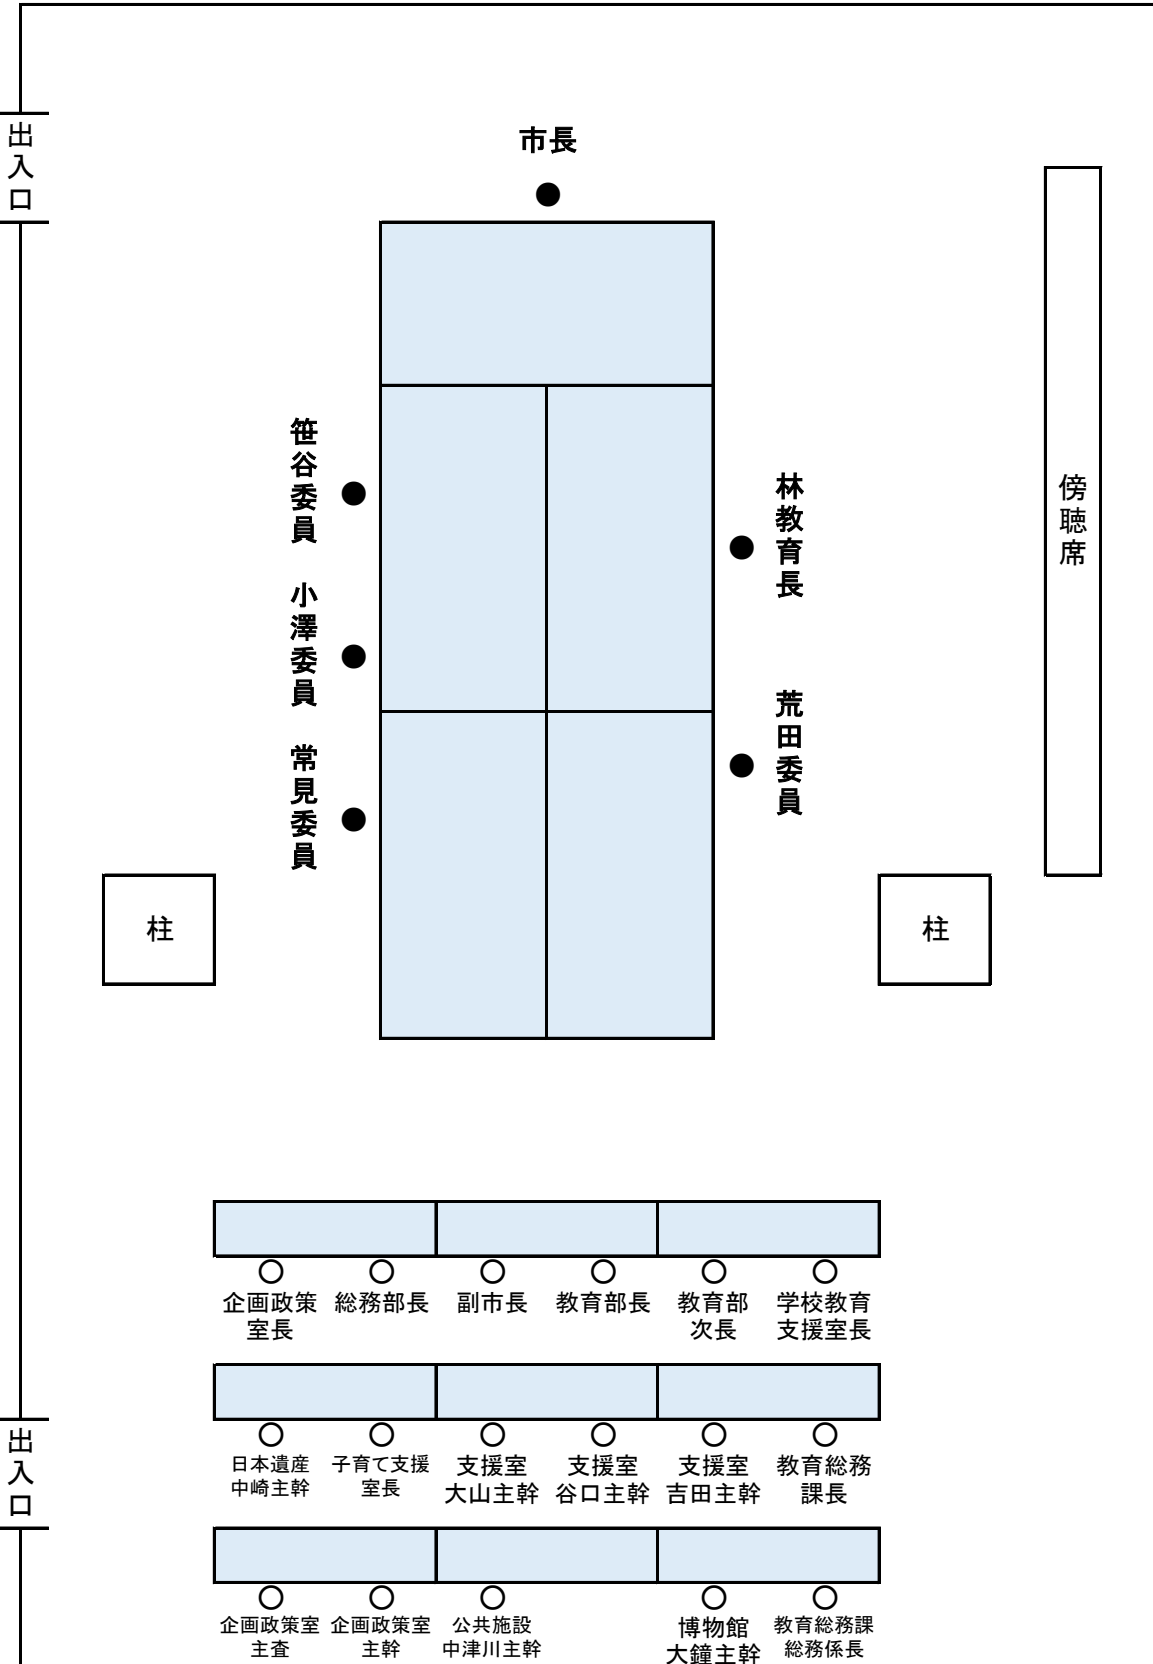 出入口
市長
笹谷委員
小澤委員
常見委員
林教育長
荒田委員
傍聴席
柱
柱
企画政策
室長
総務部長
副市長
教育部長
教育部
次長
学校教育
支援室長
出入口
日本遺産
中崎主幹
子育て支援
室長
支援室
大山主幹
支援室
谷口主幹
支援室
吉田主幹
教育総務
課長
企画政策室
主査
企画政策室
主幹
公共施設
中津川主幹
博物館
大鐘主幹
教育総務課
総務係長